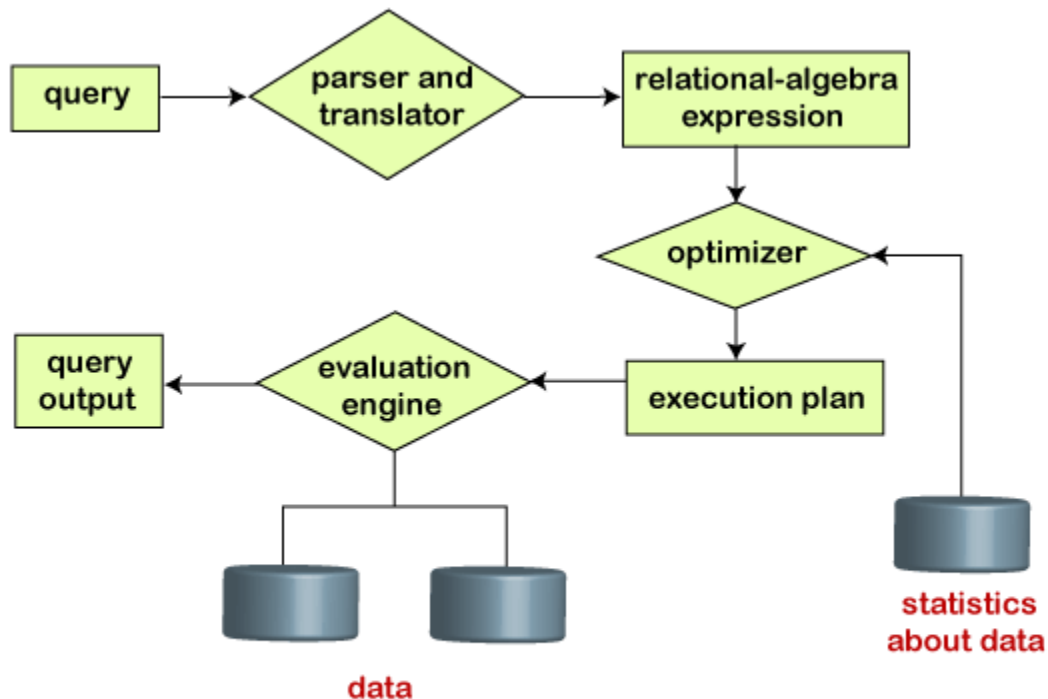 query
parser and
translator
relational-algebra
expression
optimizer
query
output
evaluation
engine
execution plan
statistics
about data
data